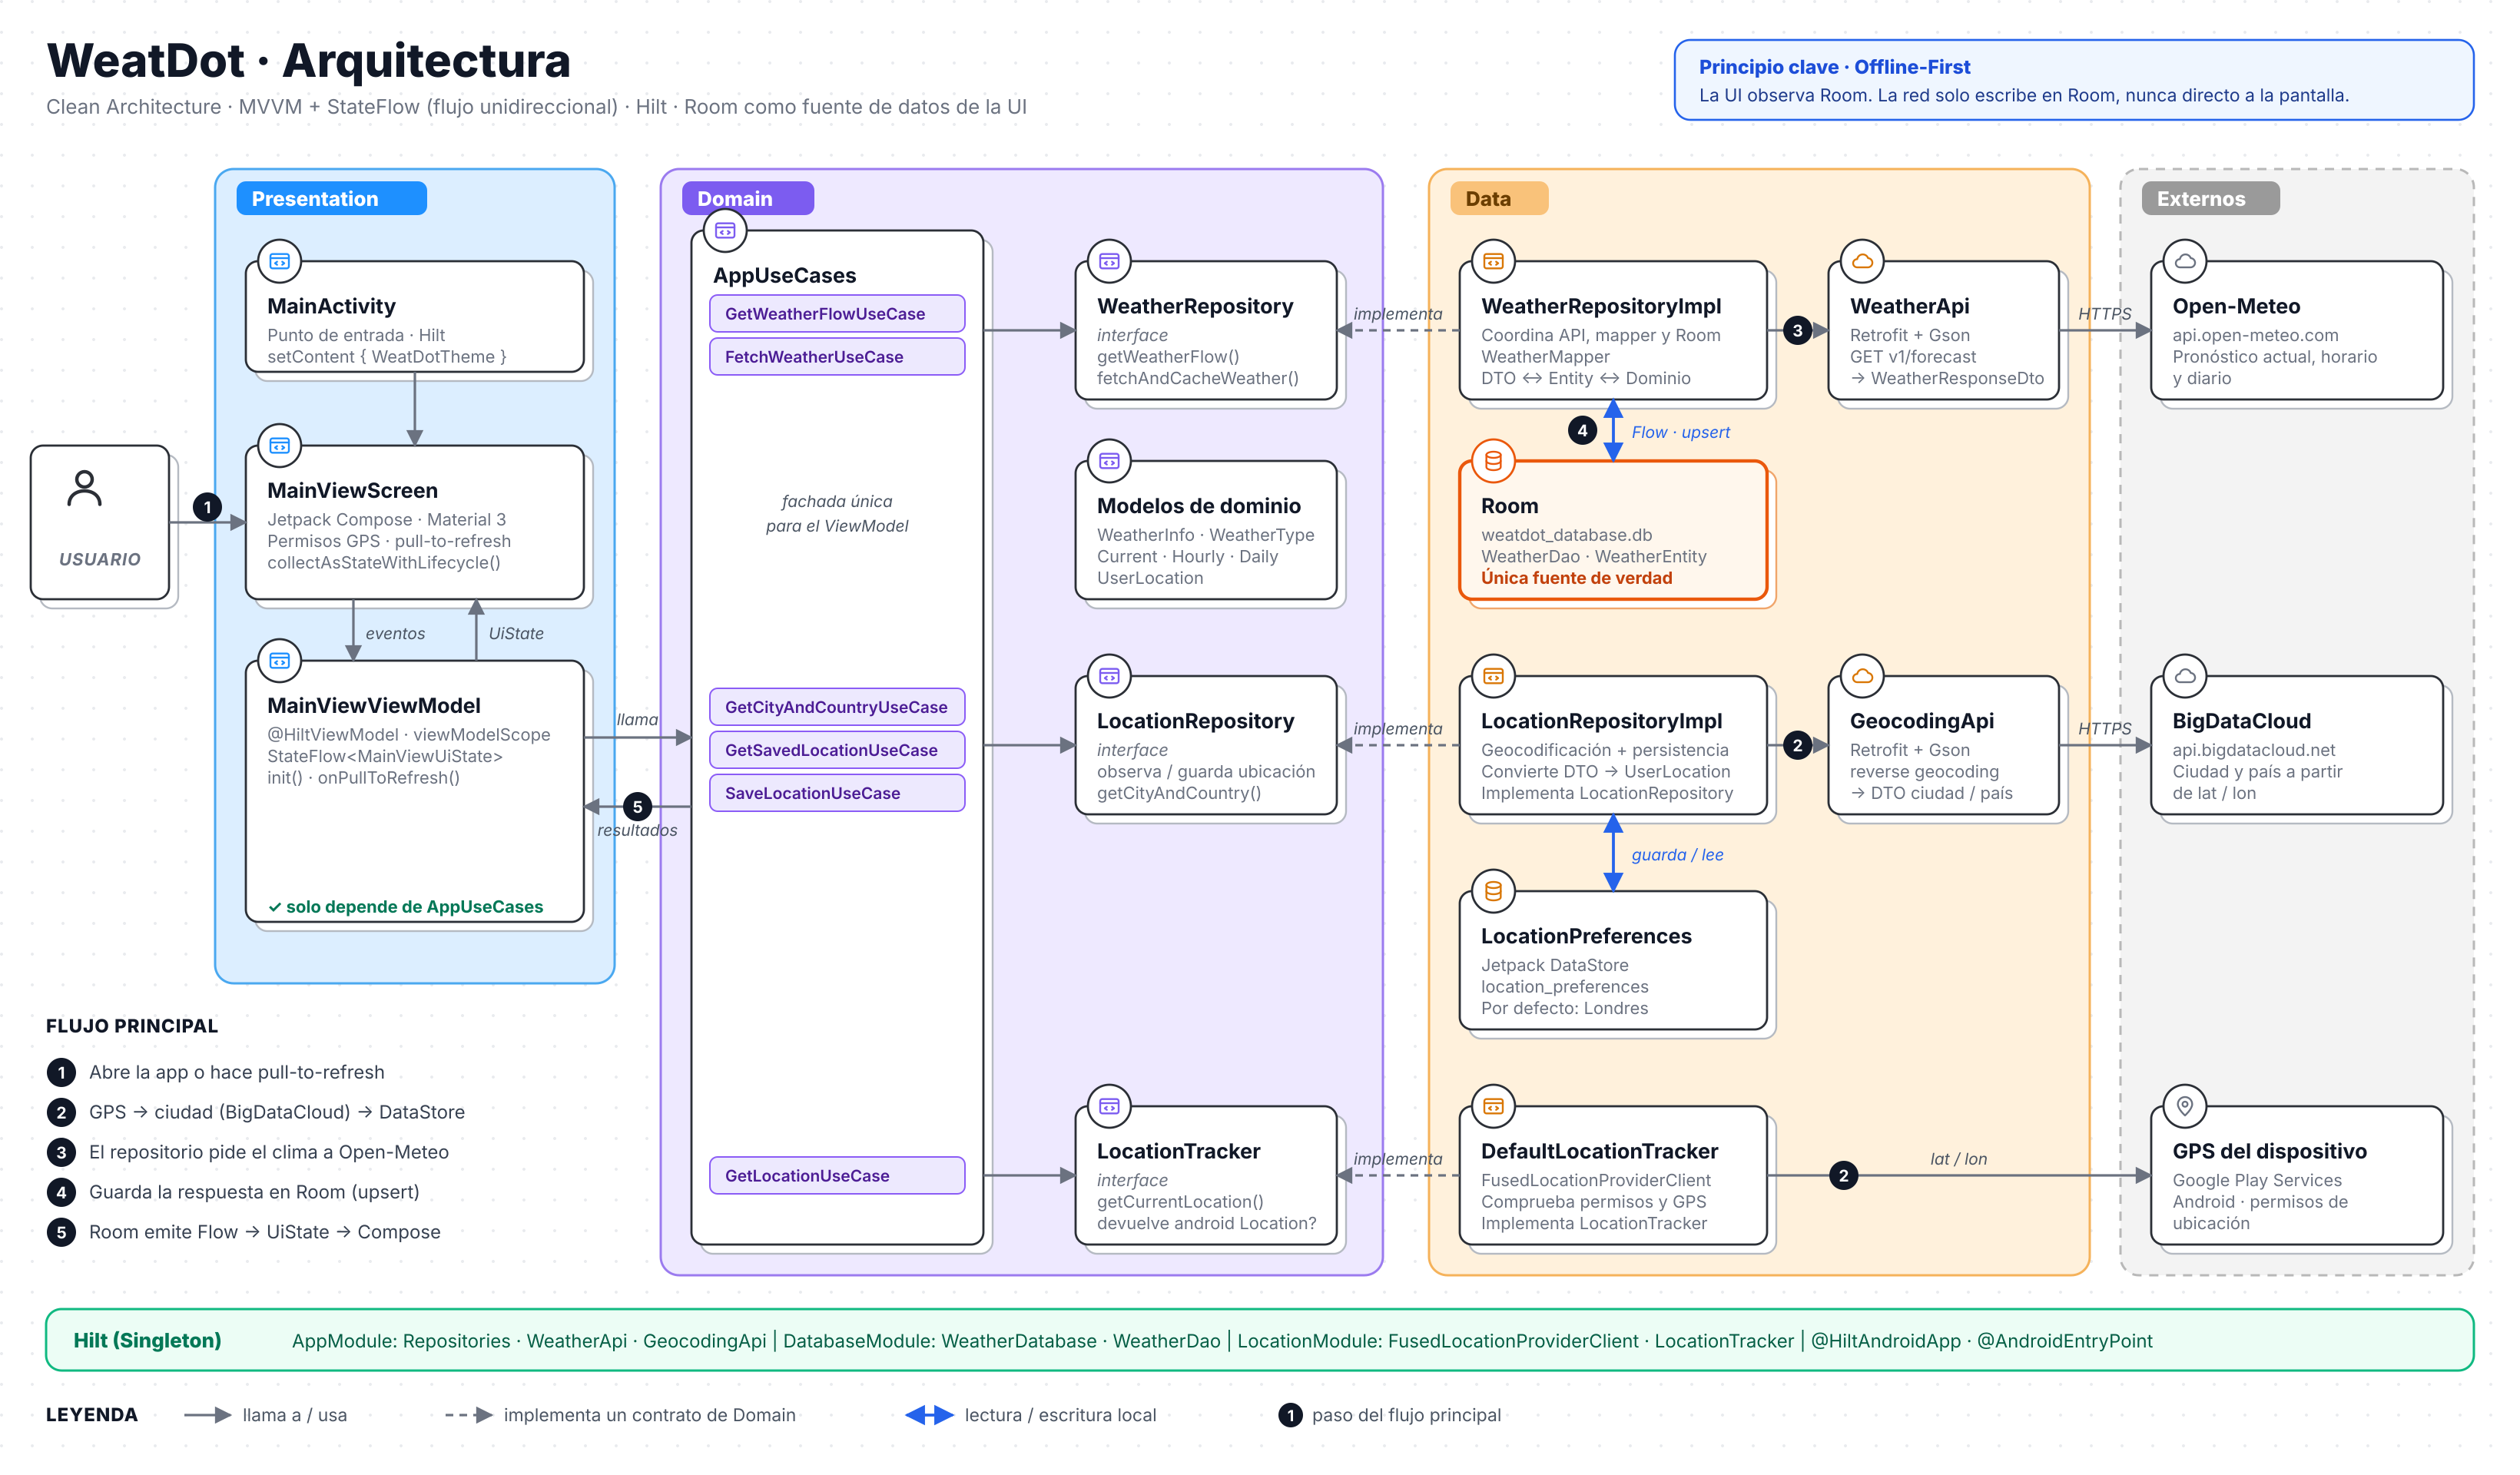 WeatDot · Arquitectura
Clean Architecture · MVVM + StateFlow (flujo unidireccional) · Hilt · Room como fuente de datos de la UI
Principio clave · Offline-First
La UI observa Room. La red solo escribe en Room, nunca directo a la pantalla.
USUARIO
1
Presentation
MainActivity
Punto de entrada · Hilt
setContent { WeatDotTheme }
MainViewScreen
Jetpack Compose · Material 3
Permisos GPS · pull-to-refresh
collectAsStateWithLifecycle()
eventos
UiState
MainViewViewModel
@HiltViewModel · viewModelScope
StateFlow<MainViewUiState>
init() · onPullToRefresh()
✓ solo depende de AppUseCases
llama
5
resultados
Domain
AppUseCases
GetWeatherFlowUseCase
FetchWeatherUseCase
fachada única
para el ViewModel
GetCityAndCountryUseCase
GetSavedLocationUseCase
SaveLocationUseCase
GetLocationUseCase
WeatherRepository
interface
getWeatherFlow()
fetchAndCacheWeather()
Modelos de dominio
WeatherInfo · WeatherType
Current · Hourly · Daily
UserLocation
LocationRepository
interface
observa / guarda ubicación
getCityAndCountry()
LocationTracker
interface
getCurrentLocation()
devuelve android Location?
implementa
implementa
implementa
Data
WeatherRepositoryImpl
Coordina API, mapper y Room
WeatherMapper
DTO ↔ Entity ↔ Dominio
3
WeatherApi
Retrofit + Gson
GET v1/forecast
→ WeatherResponseDto
4
Flow · upsert
Room
weatdot_database.db
WeatherDao · WeatherEntity
Única fuente de verdad
LocationRepositoryImpl
Geocodificación + persistencia
Convierte DTO → UserLocation
Implementa LocationRepository
2
GeocodingApi
Retrofit + Gson
reverse geocoding
→ DTO ciudad / país
guarda / lee
LocationPreferences
Jetpack DataStore
location_preferences
Por defecto: Londres
DefaultLocationTracker
FusedLocationProviderClient
Comprueba permisos y GPS
Implementa LocationTracker
2
lat / lon
HTTPS
HTTPS
Externos
Open-Meteo
api.open-meteo.com
Pronóstico actual, horario
y diario
BigDataCloud
api.bigdatacloud.net
Ciudad y país a partir
de lat / lon
GPS del dispositivo
Google Play Services
Android · permisos de
ubicación
FLUJO PRINCIPAL
1 Abre la app o hace pull-to-refresh
2 GPS → ciudad (BigDataCloud) → DataStore
3 El repositorio pide el clima a Open-Meteo
4 Guarda la respuesta en Room (upsert)
5 Room emite Flow → UiState → Compose
Hilt (Singleton) AppModule: Repositories · WeatherApi · GeocodingApi | DatabaseModule: WeatherDatabase · WeatherDao | LocationModule: FusedLocationProviderClient · LocationTracker | @HiltAndroidApp · @AndroidEntryPoint
LEYENDA llama a / usa implementa un contrato de Domain lectura / escritura local 1 paso del flujo principal